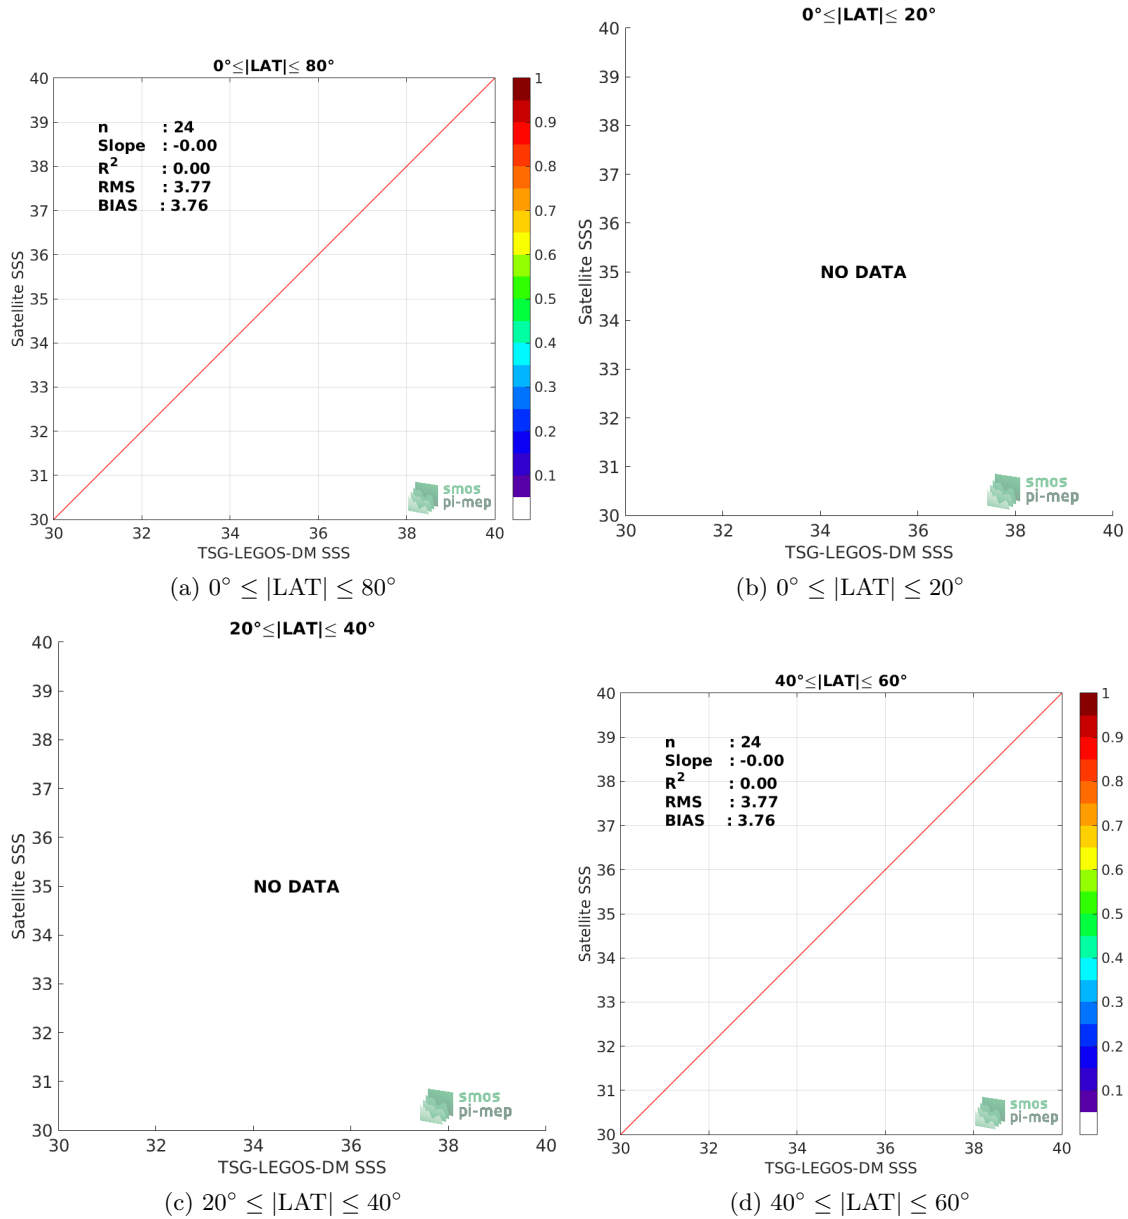 0°≤|LAT|≤ 80°
40
39
38
37
36
35
34
33
32
31
30
Satellite SSS
n : 24
Slope : -0.00
R² : 0.00
RMS : 3.77
BIAS : 3.76
smos
pi-mep
30 32 34 36 38 40
TSG-LEGOS-DM SSS
1
0.9
0.8
0.7
0.6
0.5
0.4
0.3
0.2
0.1
(a) 0° ≤ |LAT| ≤ 80°
0°≤|LAT|≤ 20°
40
39
38
37
36
35
34
33
32
31
30
Satellite SSS
NO DATA
smos
pi-mep
30 32 34 36 38 40
TSG-LEGOS-DM SSS
(b) 0° ≤ |LAT| ≤ 20°
20°≤|LAT|≤ 40°
40
39
38
37
36
35
34
33
32
31
30
Satellite SSS
NO DATA
smos
pi-mep
30 32 34 36 38 40
TSG-LEGOS-DM SSS
(c) 20° ≤ |LAT| ≤ 40°
40°≤|LAT|≤ 60°
40
39
38
37
36
35
34
33
32
31
30
Satellite SSS
n : 24
Slope : -0.00
R² : 0.00
RMS : 3.77
BIAS : 3.76
smos
pi-mep
30 32 34 36 38 40
TSG-LEGOS-DM SSS
1
0.9
0.8
0.7
0.6
0.5
0.4
0.3
0.2
0.1
(d) 40° ≤ |LAT| ≤ 60°